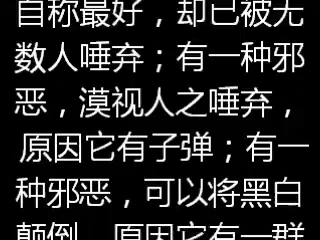 自称最好，却已被无
数人唾弃；有一种邪
恶，漠视人之唾弃，
原因它有子弹；有一
种邪恶，可以将黑白
颠倒，原因它有一群